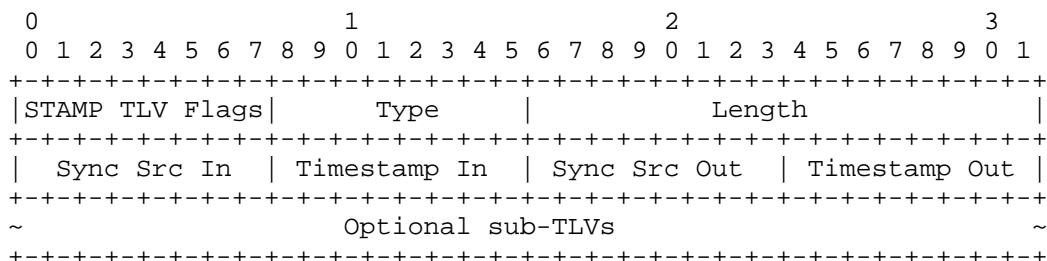 0                   1                   2                   3
 0 1 2 3 4 5 6 7 8 9 0 1 2 3 4 5 6 7 8 9 0 1 2 3 4 5 6 7 8 9 0 1
+-+-+-+-+-+-+-+-+-+-+-+-+-+-+-+-+-+-+-+-+-+-+-+-+-+-+-+-+-+-+-+-+
|STAMP TLV Flags|      Type     |           Length              |
+-+-+-+-+-+-+-+-+-+-+-+-+-+-+-+-+-+-+-+-+-+-+-+-+-+-+-+-+-+-+-+-+
|  Sync Src In  | Timestamp In  | Sync Src Out  | Timestamp Out |
+-+-+-+-+-+-+-+-+-+-+-+-+-+-+-+-+-+-+-+-+-+-+-+-+-+-+-+-+-+-+-+-+
~                    Optional sub-TLVs                          ~
+-+-+-+-+-+-+-+-+-+-+-+-+-+-+-+-+-+-+-+-+-+-+-+-+-+-+-+-+-+-+-+-+